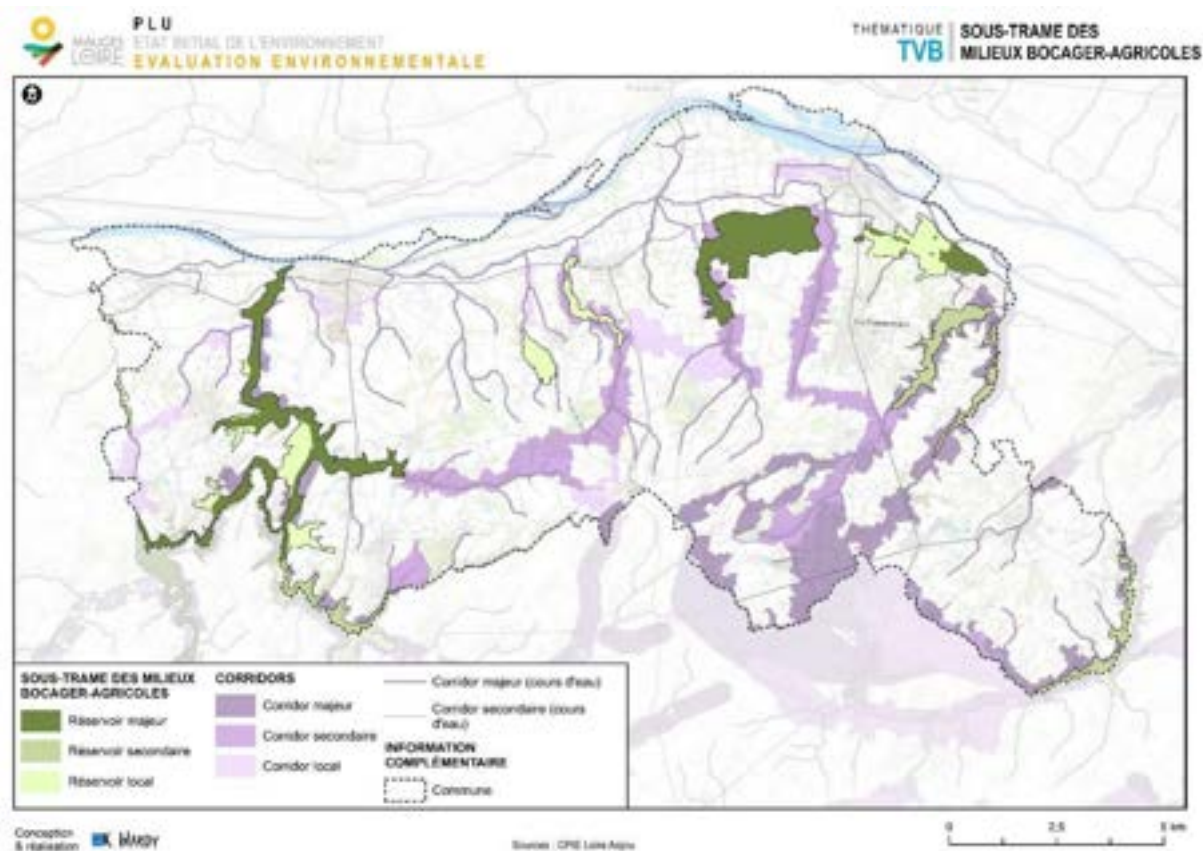 PLU
ETAT INITIAL DE L'ENVIRONNEMENT
EVALUATION ENVIRONNEMENTALE
MAUGES
LOIRE
THÉMATIQUE
TVB
SOUS-TRAME DES
MILIEUX BOCAGER-AGRICOLES
SOUS-TRAME DES MILIEUX
BOCAGER-AGRICOLES
Réservoir majeur
Réservoir secondaire
Réservoir local
CORRIDORS
Corridor majeur
Corridor secondaire
Corridor local
Corridor majeur (cours d'eau)
Corridor secondaire (cours
d'eau)
INFORMATION
COMPLÉMENTAIRE
Commune
Conception
& réalisation
HARDY
Sources : CPIE Loire Anjou
0 2,5 5 km